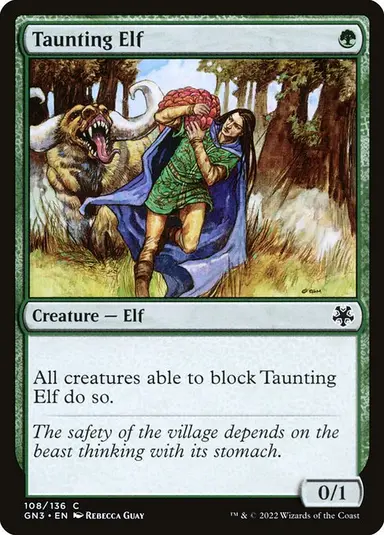 Taunting Elf
Creature — Elf
All creatures able to block Taunting
Elf do so.
The safety of the village depends on the
beast thinking with its stomach.
0/1
108/136 C
GN3 • EN Rebecca Guay
™ & © 2022 Wizards of the Coast